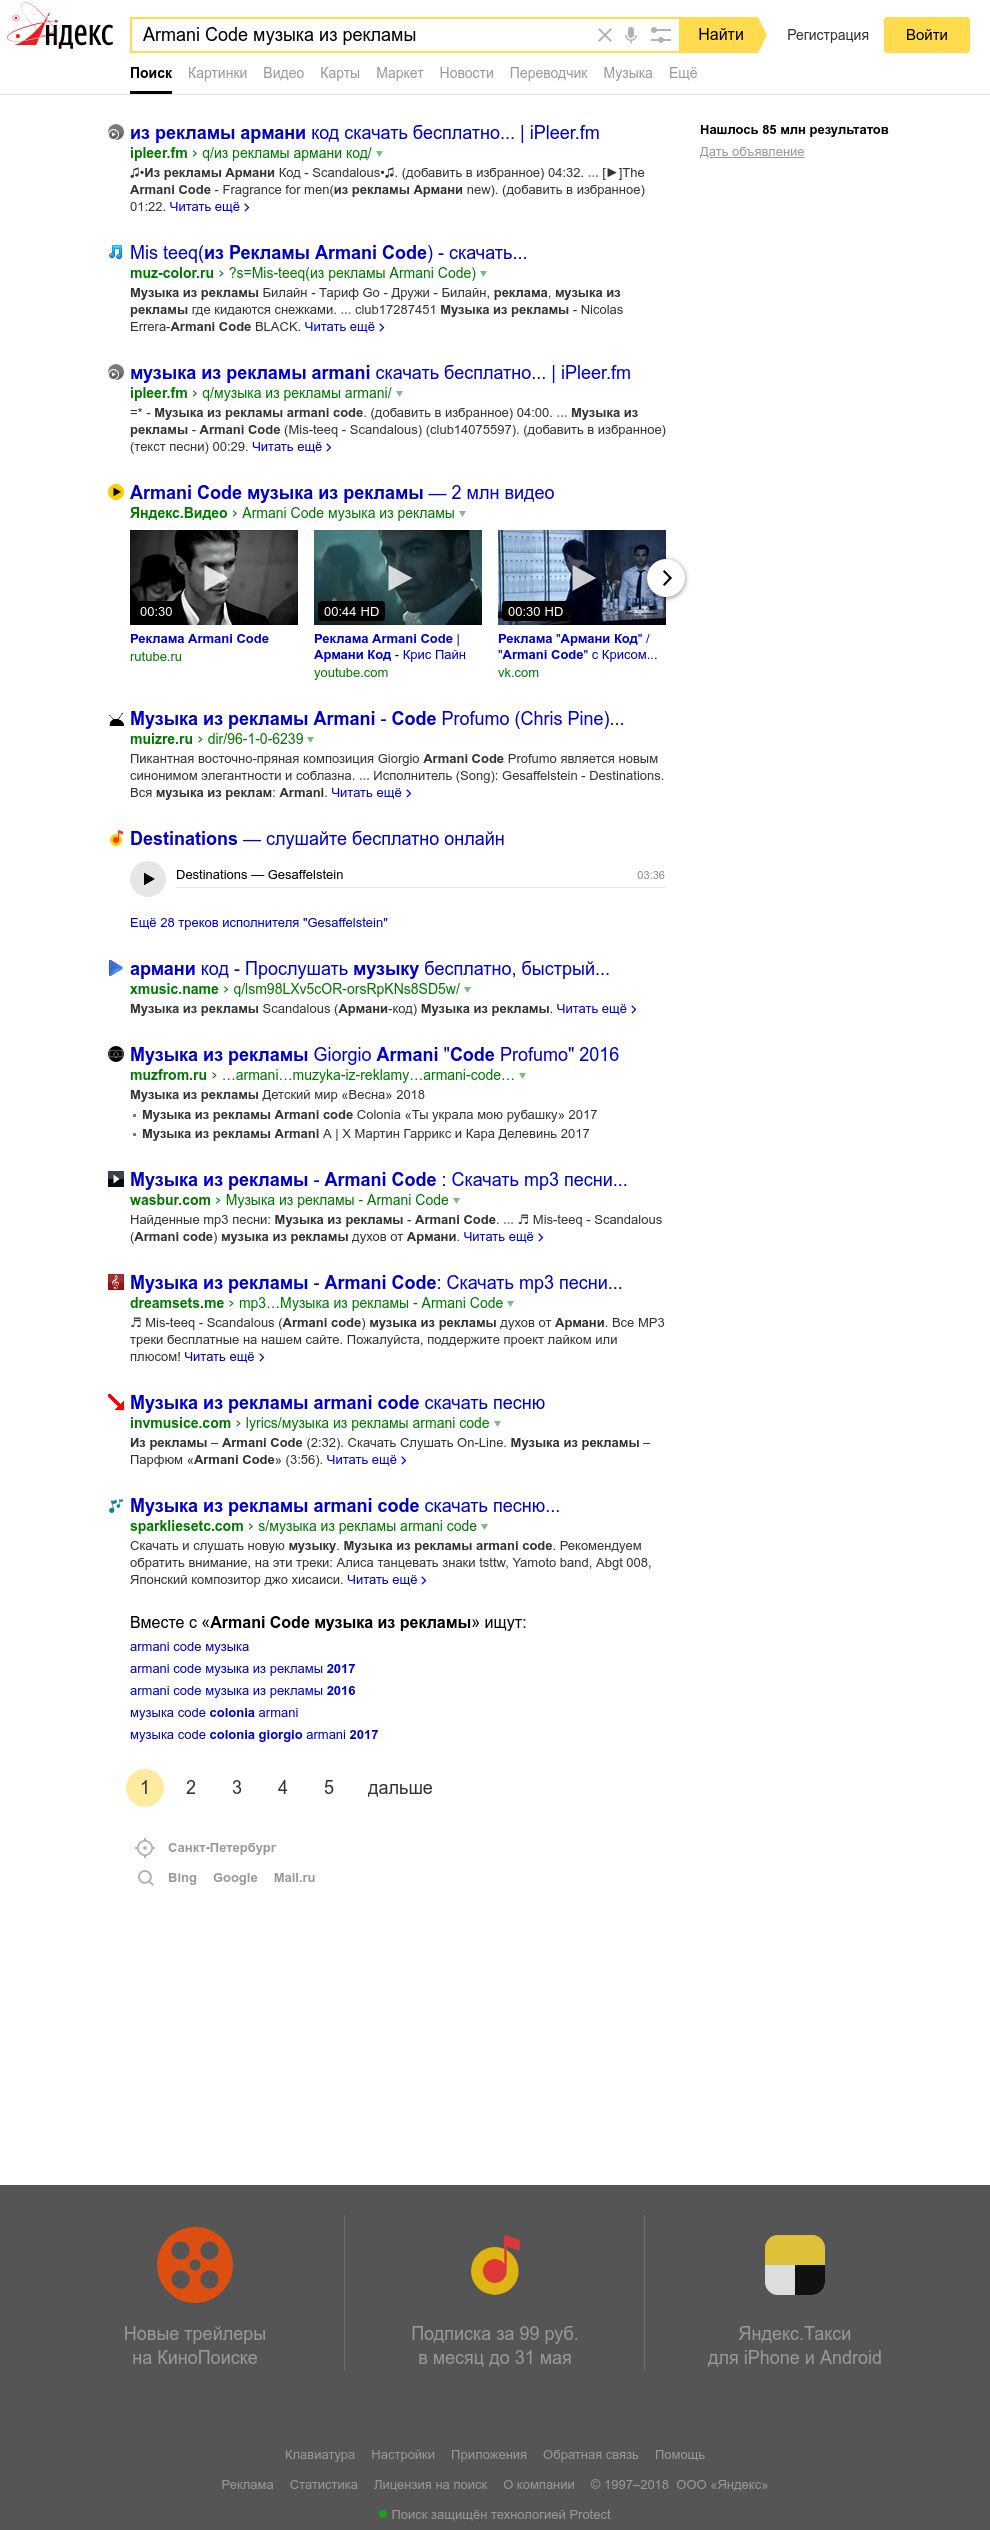 Яндекс
Armani Code музыка из рекламы
Найти
Регистрация
Войти
Поиск Картинки Видео Карты Маркет Новости Переводчик Музыка Ещё
Нашлось 85 млн результатов
Дать объявление
из рекламы армани код скачать бесплатно... | iPleer.fm
ipleer.fm › q/из рекламы армани код/
♫•Из рекламы Армани Код - Scandalous•♫. (добавить в избранное) 04:32. ... [►]The
Armani Code - Fragrance for men(из рекламы Армани new). (добавить в избранное)
01:22. Читать ещё ›
Mis teeq(из Рекламы Armani Code) - скачать...
muz-color.ru › ?s=Mis-teeq(из рекламы Armani Code)
Музыка из рекламы Билайн - Тариф Go - Дружи - Билайн, реклама, музыка из
рекламы где кидаются снежками. ... club17287451 Музыка из рекламы - Nicolas
Errera-Armani Code BLACK. Читать ещё ›
музыка из рекламы armani скачать бесплатно... | iPleer.fm
ipleer.fm › q/музыка из рекламы armani/
=* - Музыка из рекламы armani code. (добавить в избранное) 04:00. ... Музыка из
рекламы - Armani Code (Mis-teeq - Scandalous) (club14075597). (добавить в избранное)
(текст песни) 00:29. Читать ещё ›
Armani Code музыка из рекламы — 2 млн видео
Яндекс.Видео › Armani Code музыка из рекламы
00:30
00:44 HD
00:30 HD
Реклама Armani Code
rutube.ru
Реклама Armani Code |
Армани Код - Крис Пайн
youtube.com
Реклама "Армани Код" /
"Armani Code" с Крисом...
vk.com
Музыка из рекламы Armani - Code Profumo (Chris Pine)...
muizre.ru › dir/96-1-0-6239
Пикантная восточно-пряная композиция Giorgio Armani Code Profumo является новым
синонимом элегантности и соблазна. ... Исполнитель (Song): Gesaffelstein - Destinations.
Вся музыка из реклам: Armani. Читать ещё ›
Destinations — слушайте бесплатно онлайн
Destinations — Gesaffelstein 03:36
Ещё 28 треков исполнителя "Gesaffelstein"
армани код - Прослушать музыку бесплатно, быстрый...
xmusic.name › q/lsm98LXv5cOR-orsRpKNs8SD5w/
Музыка из рекламы Scandalous (Армани-код) Музыка из рекламы. Читать ещё ›
Музыка из рекламы Giorgio Armani "Code Profumo" 2016
muzfrom.ru › …armani…muzyka-iz-reklamy…armani-code…
Музыка из рекламы Детский мир «Весна» 2018
▪ Музыка из рекламы Armani code Colonia «Ты украла мою рубашку» 2017
▪ Музыка из рекламы Armani A | X Мартин Гаррикс и Кара Делевинь 2017
Музыка из рекламы - Armani Code : Скачать mp3 песни...
wasbur.com › Музыка из рекламы - Armani Code
Найденные mp3 песни: Музыка из рекламы - Armani Code. ... ♬ Mis-teeq - Scandalous
(Armani code) музыка из рекламы духов от Армани. Читать ещё ›
Музыка из рекламы - Armani Code: Скачать mp3 песни...
dreamsets.me › mp3…Музыка из рекламы - Armani Code
♬ Mis-teeq - Scandalous (Armani code) музыка из рекламы духов от Армани. Все MP3
треки бесплатные на нашем сайте. Пожалуйста, поддержите проект лайком или
плюсом! Читать ещё ›
Музыка из рекламы armani code скачать песню
invmusice.com › lyrics/музыка из рекламы armani code
Из рекламы – Armani Code (2:32). Скачать Слушать On-Line. Музыка из рекламы –
Парфюм «Armani Code» (3:56). Читать ещё ›
Музыка из рекламы armani code скачать песню...
sparkliesetc.com › s/музыка из рекламы armani code
Скачать и слушать новую музыку. Музыка из рекламы armani code. Рекомендуем
обратить внимание, на эти треки: Алиса танцевать знаки tsttw, Yamoto band, Abgt 008,
Японский композитор джо хисаиси. Читать ещё ›
Вместе с «Armani Code музыка из рекламы» ищут:
armani code музыка
armani code музыка из рекламы 2017
armani code музыка из рекламы 2016
музыка code colonia armani
музыка code colonia giorgio armani 2017
1 2 3 4 5 дальше
Санкт-Петербург
Bing Google Mail.ru
Новые трейлеры
на КиноПоиске
Подписка за 99 руб.
в месяц до 31 мая
Яндекс.Такси
для iPhone и Android
Клавиатура Настройки Приложения Обратная связь Помощь
Реклама Статистика Лицензия на поиск О компании © 1997–2018 ООО «Яндекс»
Поиск защищён технологией Protect